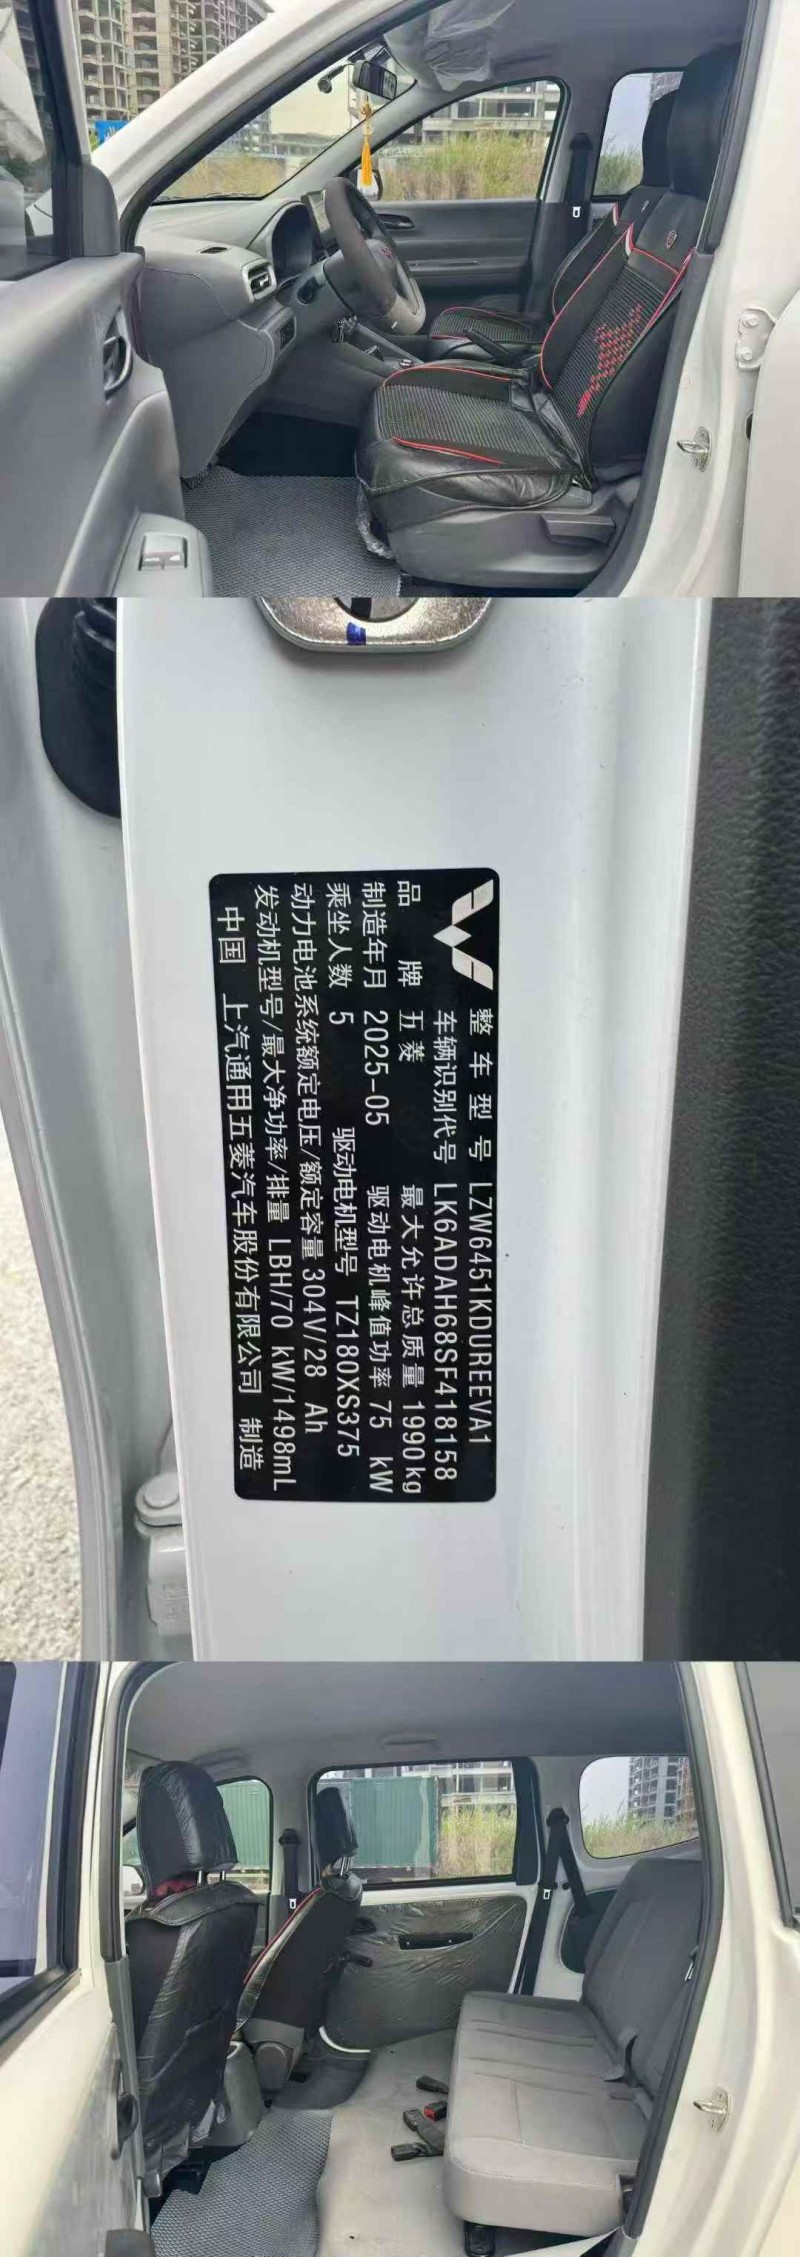 整车型号 LZW6451KDUREEVA1
车辆识别代号 LK6ADAH68SF418158
品牌 五菱 最大允许总质量 1990kg
制造年月 2025-05 驱动电机峰值功率 75 kW
乘坐人数 5 驱动电机型号 TZ180XS375
动力电池系统额定电压/额定容量 304V/28 Ah
发动机型号/最大净功率/排量 LBH/70 kW/1498mL
中国 上汽通用五菱汽车股份有限公司 制造